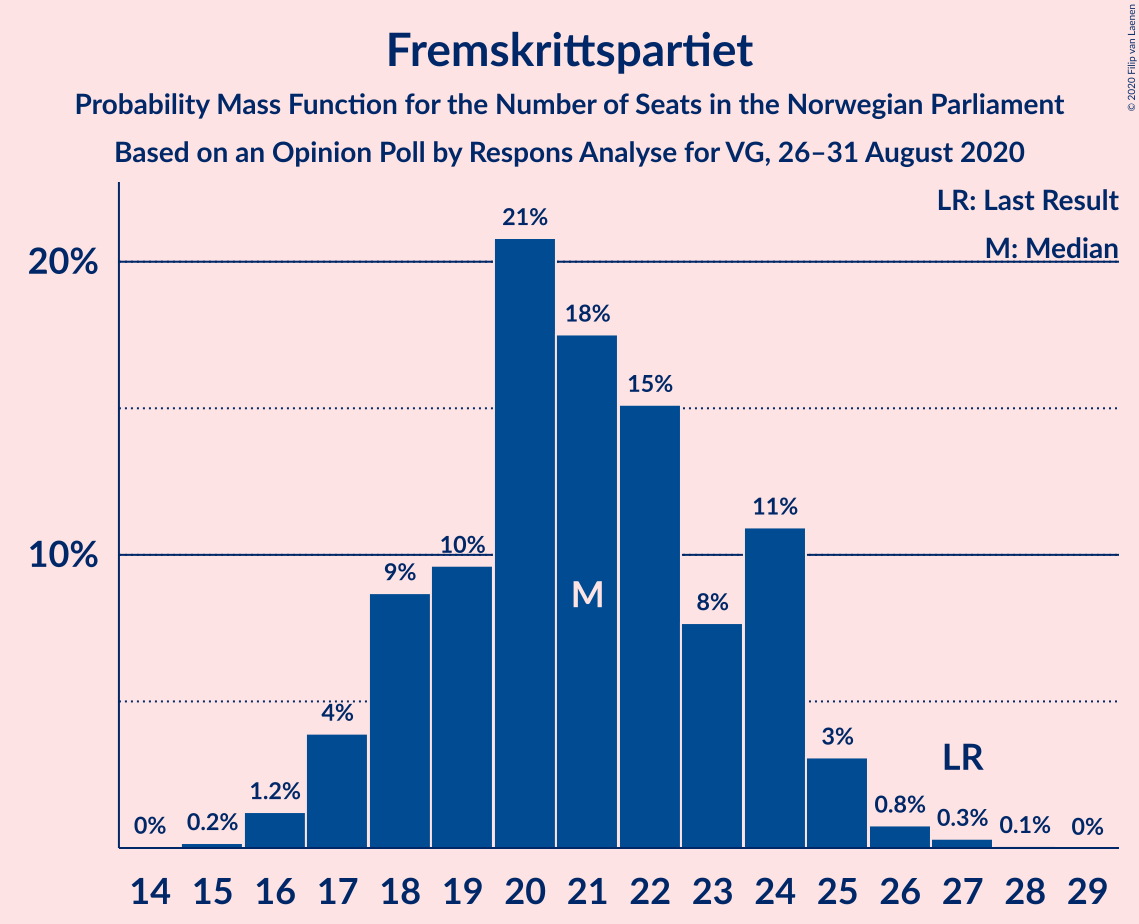 Fremskrittspartiet
Probability Mass Function for the Number of Seats in the Norwegian Parliament
Based on an Opinion Poll by Respons Analyse for VG, 26–31 August 2020
© 2020 Filip van Laenen
LR: Last Result
M: Median
20%
10%
0%
0.2%
1.2%
4%
9%
10%
21%
18%
15%
8%
11%
3%
0.8%
0.3%
0.1%
0%
M
LR
14 15 16 17 18 19 20 21 22 23 24 25 26 27 28 29